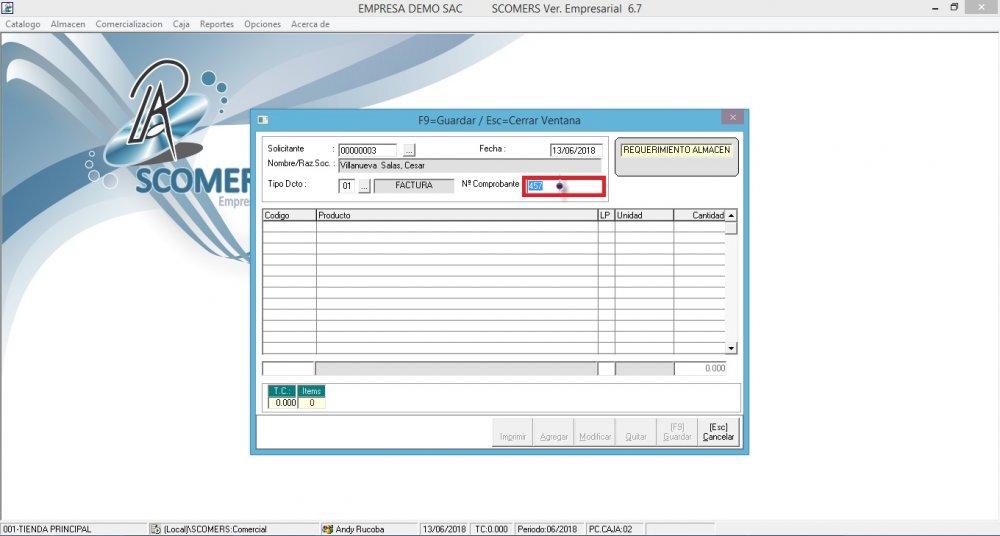 EMPRESA DEMO SAC SCOMERS Ver. Empresarial 6.7
Catalogo Almacen Comercializacion Caja Reportes Opciones Acerca de
F9=Guardar / Esc=Cerrar Ventana
Solicitante : 00000003 ... Fecha : 13/06/2018 REQUERIMIENTO ALMACEN
Nombre/Raz.Soc. : Villanueva Salas, Cesar
Tipo Dcto : 01 ... FACTURA Nº Comprobante 457
SCOMER
Empre
Codigo Producto LP Unidad Cantidad
0.000
T.C.: Items
0.000 0
Imprimir Agregar Modificar Quitar [F9] Guardar [Esc] Cancelar
001-TIENDA PRINCIPAL (Local)\SCOMERS:Comercial Andy Rucoba 13/06/2018 TC:0.000 Periodo:06/2018 PC.CAJA:02